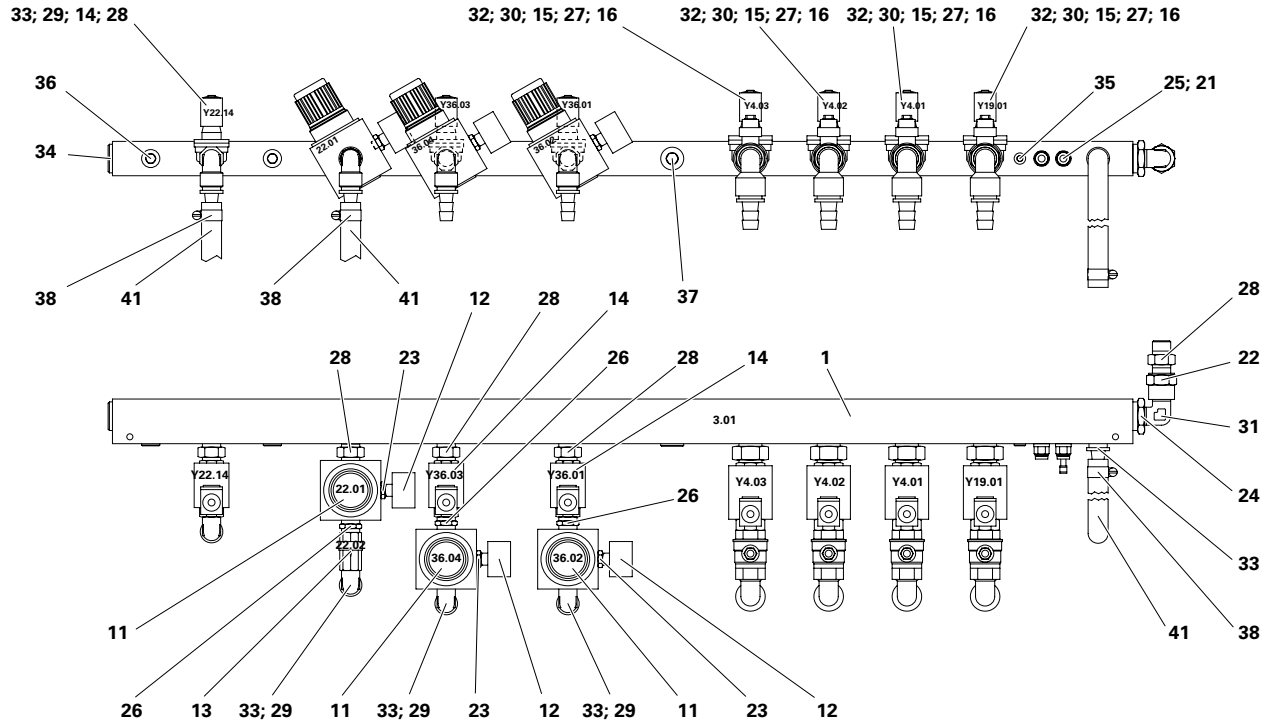 33; 29; 14; 28
32; 30; 15; 27; 16
32; 30; 15; 27; 16
32; 30; 15; 27; 16
32; 30; 15; 27; 16
36
Y22.14
Y36.03
Y36.01
Y4.03
Y4.02
Y4.01
Y19.01
35
25; 21
34
22.01
36.04
36.02
38
41
38
41
12
28
14
37
28
28
23
26
28
14
1
22
3.01
31
Y22.14
22.01
Y36.03
Y36.01
26
Y4.03
Y4.02
Y4.01
Y19.01
24
22.02
36.04
36.02
33
11
41
38
26
13
33; 29
11
33; 29
23
12
33; 29
11
23
12